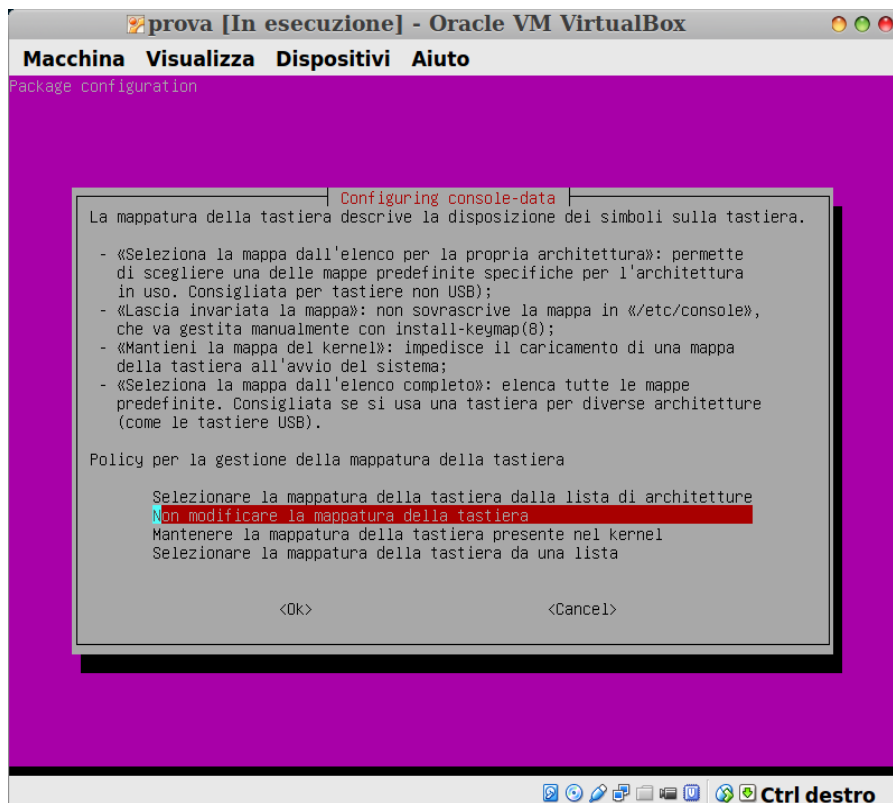 prova [In esecuzione] - Oracle VM VirtualBox
Macchina Visualizza Dispositivi Aiuto
Package configuration
Configuring console-data
La mappatura della tastiera descrive la disposizione dei simboli sulla tastiera.
- «Seleziona la mappa dall'elenco per la propria architettura»: permette
di scegliere una delle mappe predefinite specifiche per l'architettura
in uso. Consigliata per tastiere non USB);
- «Lascia invariata la mappa»: non sovrascrive la mappa in «/etc/console»,
che va gestita manualmente con install-keymap(8);
- «Mantieni la mappa del kernel»: impedisce il caricamento di una mappa
della tastiera all'avvio del sistema;
- «Seleziona la mappa dall'elenco completo»: elenca tutte le mappe
predefinite. Consigliata se si usa una tastiera per diverse architetture
(come le tastiere USB).
Policy per la gestione della mappatura della tastiera
Selezionare la mappatura della tastiera dalla lista di architetture
Non modificare la mappatura della tastiera
Mantenere la mappatura della tastiera presente nel kernel
Selezionare la mappatura della tastiera da una lista
<Ok> <Cancel>
Ctrl destro